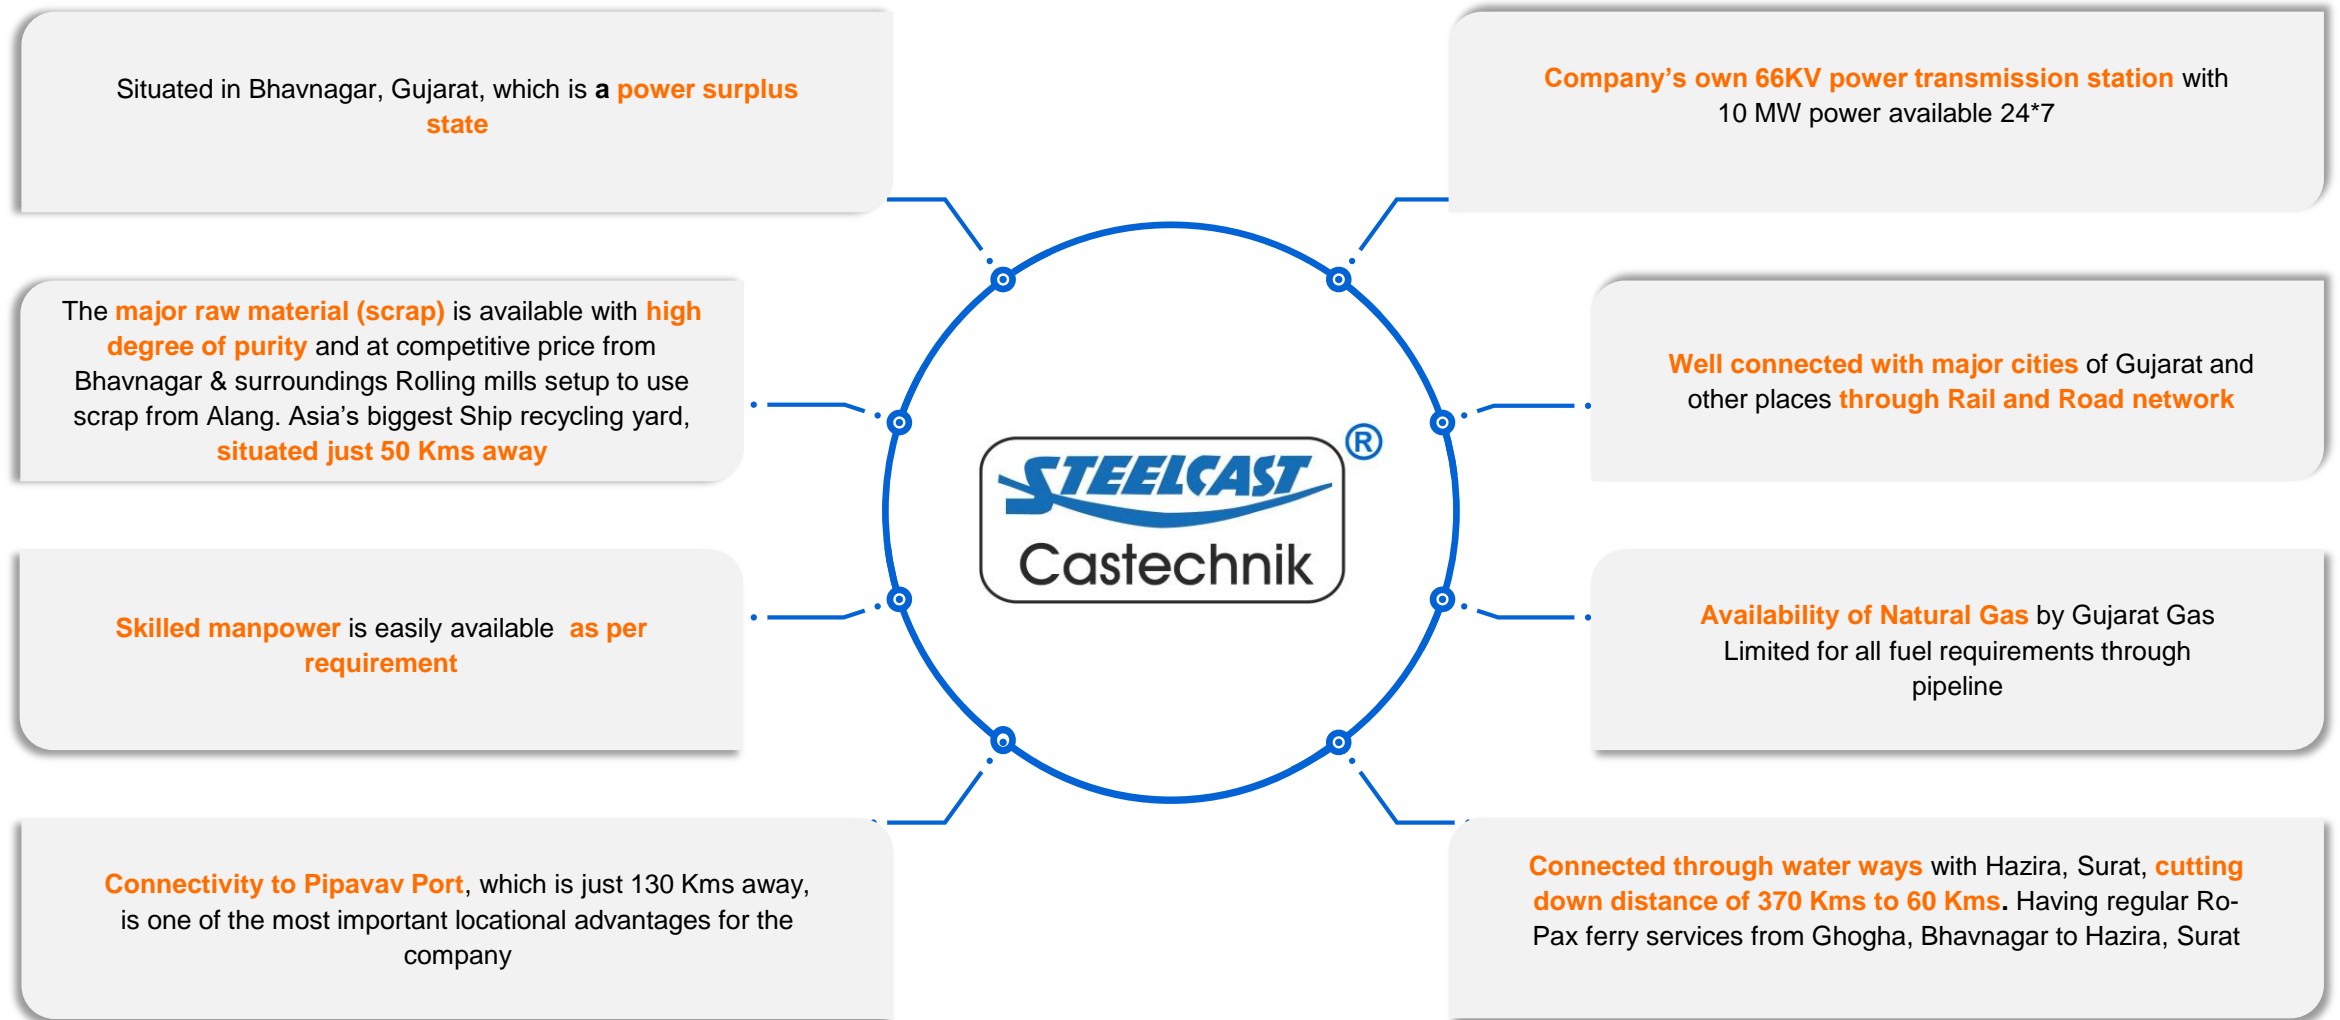 Situated in Bhavnagar, Gujarat, which is a power surplus
state
The major raw material (scrap) is available with high
degree of purity and at competitive price from
Bhavnagar & surroundings Rolling mills setup to use
scrap from Alang. Asia’s biggest Ship recycling yard,
situated just 50 Kms away
Skilled manpower is easily available as per
requirement
Connectivity to Pipavav Port, which is just 130 Kms away,
is one of the most important locational advantages for the
company
STEELCAST ®
Castechnik
Company’s own 66KV power transmission station with
10 MW power available 24*7
Well connected with major cities of Gujarat and
other places through Rail and Road network
Availability of Natural Gas by Gujarat Gas
Limited for all fuel requirements through
pipeline
Connected through water ways with Hazira, Surat, cutting
down distance of 370 Kms to 60 Kms. Having regular Ro-
Pax ferry services from Ghogha, Bhavnagar to Hazira, Surat